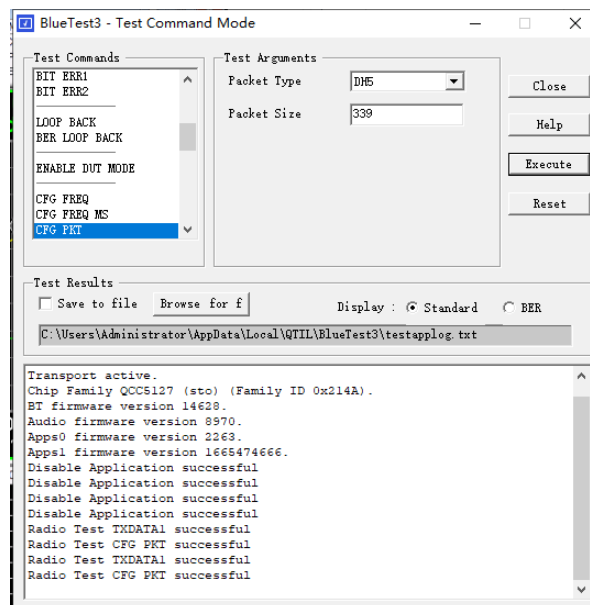 BlueTest3 - Test Command Mode
Test Commands
BIT ERR1
BIT ERR2
LOOP BACK
BER LOOP BACK
ENABLE DUT MODE
CFG FREQ
CFG FREQ MS
CFG PKT
Test Arguments
Packet Type
DH5
Packet Size
339
Close
Help
Execute
Reset
Test Results
Save to file
Browse for f
Display :
Standard
BER
C:\Users\Administrator\AppData\Local\QTIL\BlueTest3\testapplog.txt
Transport active.
Chip Family QCC5127 (sto) (Family ID 0x214A).
BT firmware version 14628.
Audio firmware version 8970.
Apps0 firmware version 2263.
Apps1 firmware version 1665474666.
Disable Application successful
Disable Application successful
Disable Application successful
Disable Application successful
Radio Test TXDATA1 successful
Radio Test CFG PKT successful
Radio Test TXDATA1 successful
Radio Test CFG PKT successful